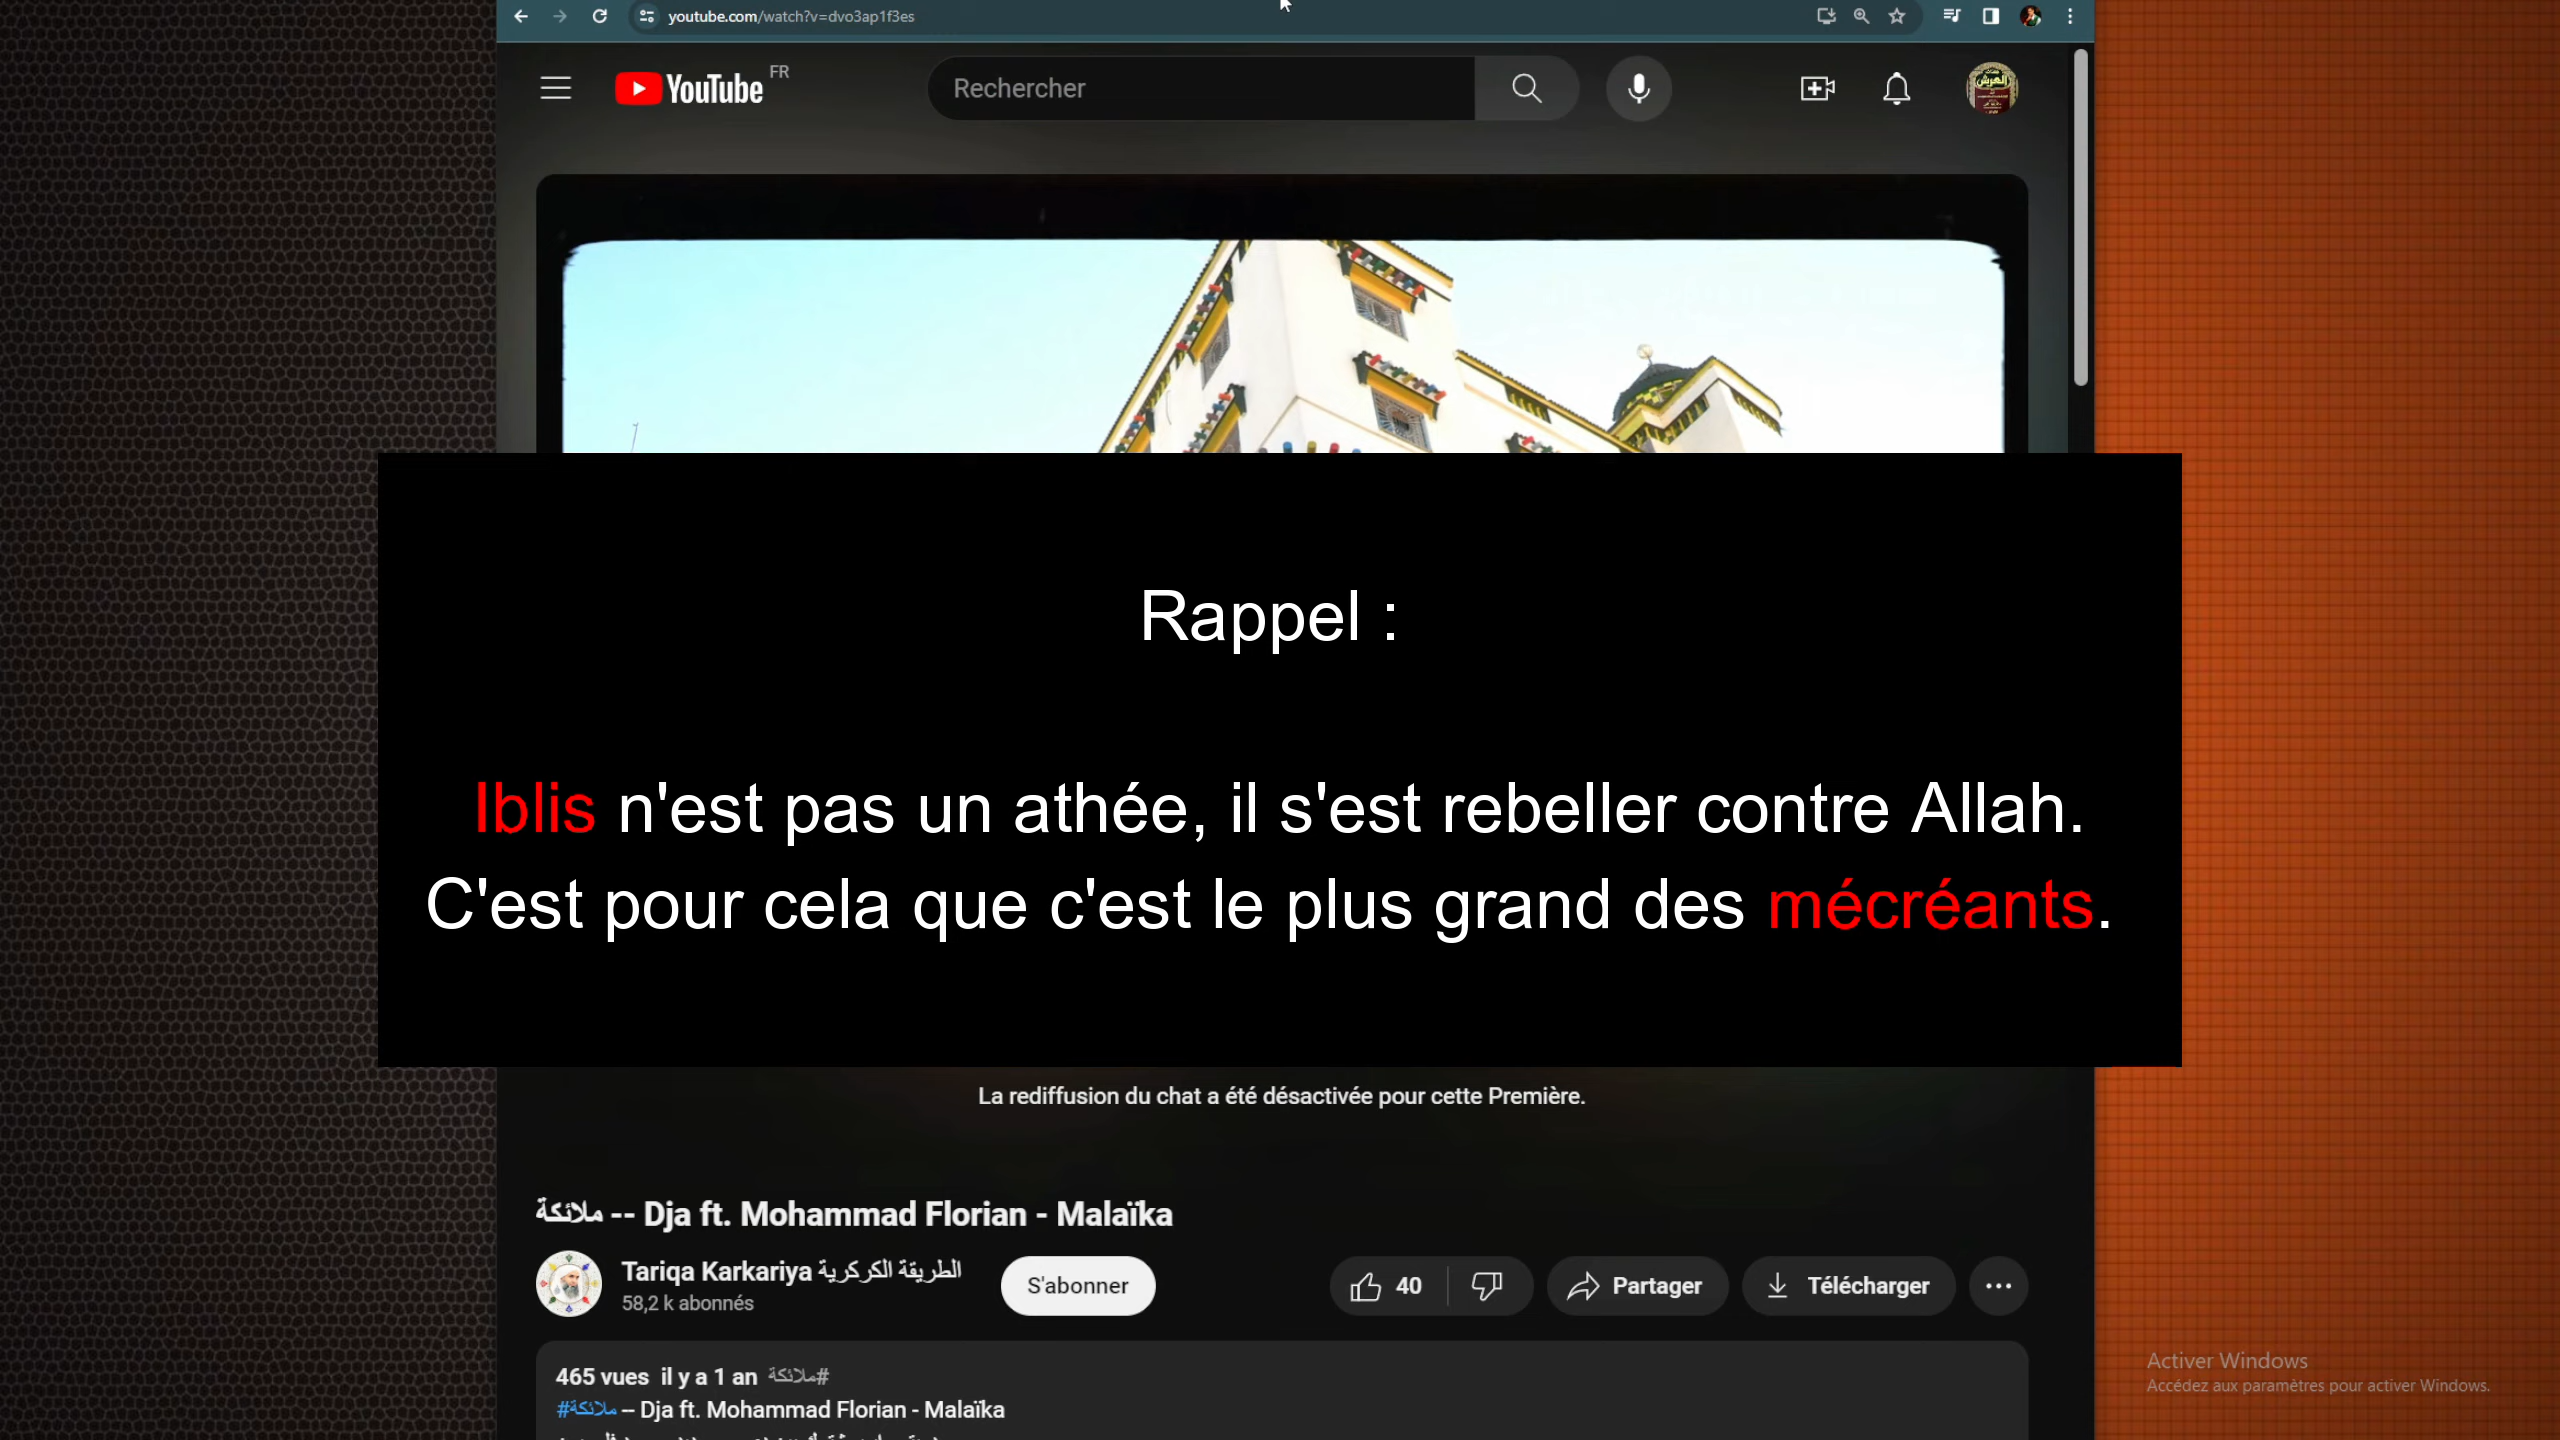 youtube.com/watch?v=dvo3ap1f3es
YouTube FR
Rechercher
Rappel :
Iblis n'est pas un athée, il s'est rebeller contre Allah.
C'est pour cela que c'est le plus grand des mécréants.
La rediffusion du chat a été désactivée pour cette Première.
ملائكة -- Dja ft. Mohammad Florian - Malaïka
Tariqa Karkariya الطريقة الكركرية
58,2 k abonnés
S'abonner
40
Partager
Télécharger
465 vues il y a 1 an #ملائكة
#ملائكة – Dja ft. Mohammad Florian - Malaïka
Activer Windows
Accédez aux paramètres pour activer Windows.